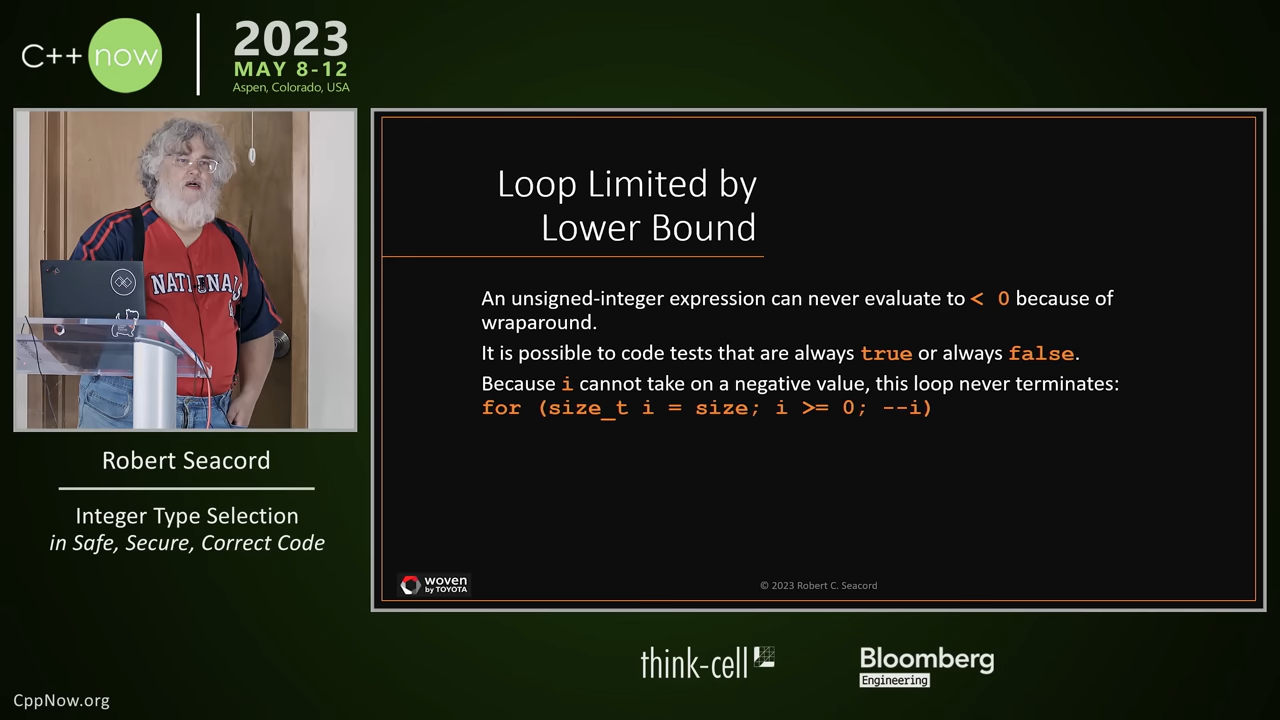 C++ now
2023
MAY 8-12
Aspen, Colorado, USA
NATIONALS
Robert Seacord
Integer Type Selection
in Safe, Secure, Correct Code
CppNow.org
Loop Limited by
Lower Bound
An unsigned-integer expression can never evaluate to < 0 because of
wraparound.
It is possible to code tests that are always true or always false.
Because i cannot take on a negative value, this loop never terminates:
for (size_t i = size; i >= 0; --i)
woven
by TOYOTA
© 2023 Robert C. Seacord
think-cell
Bloomberg
Engineering